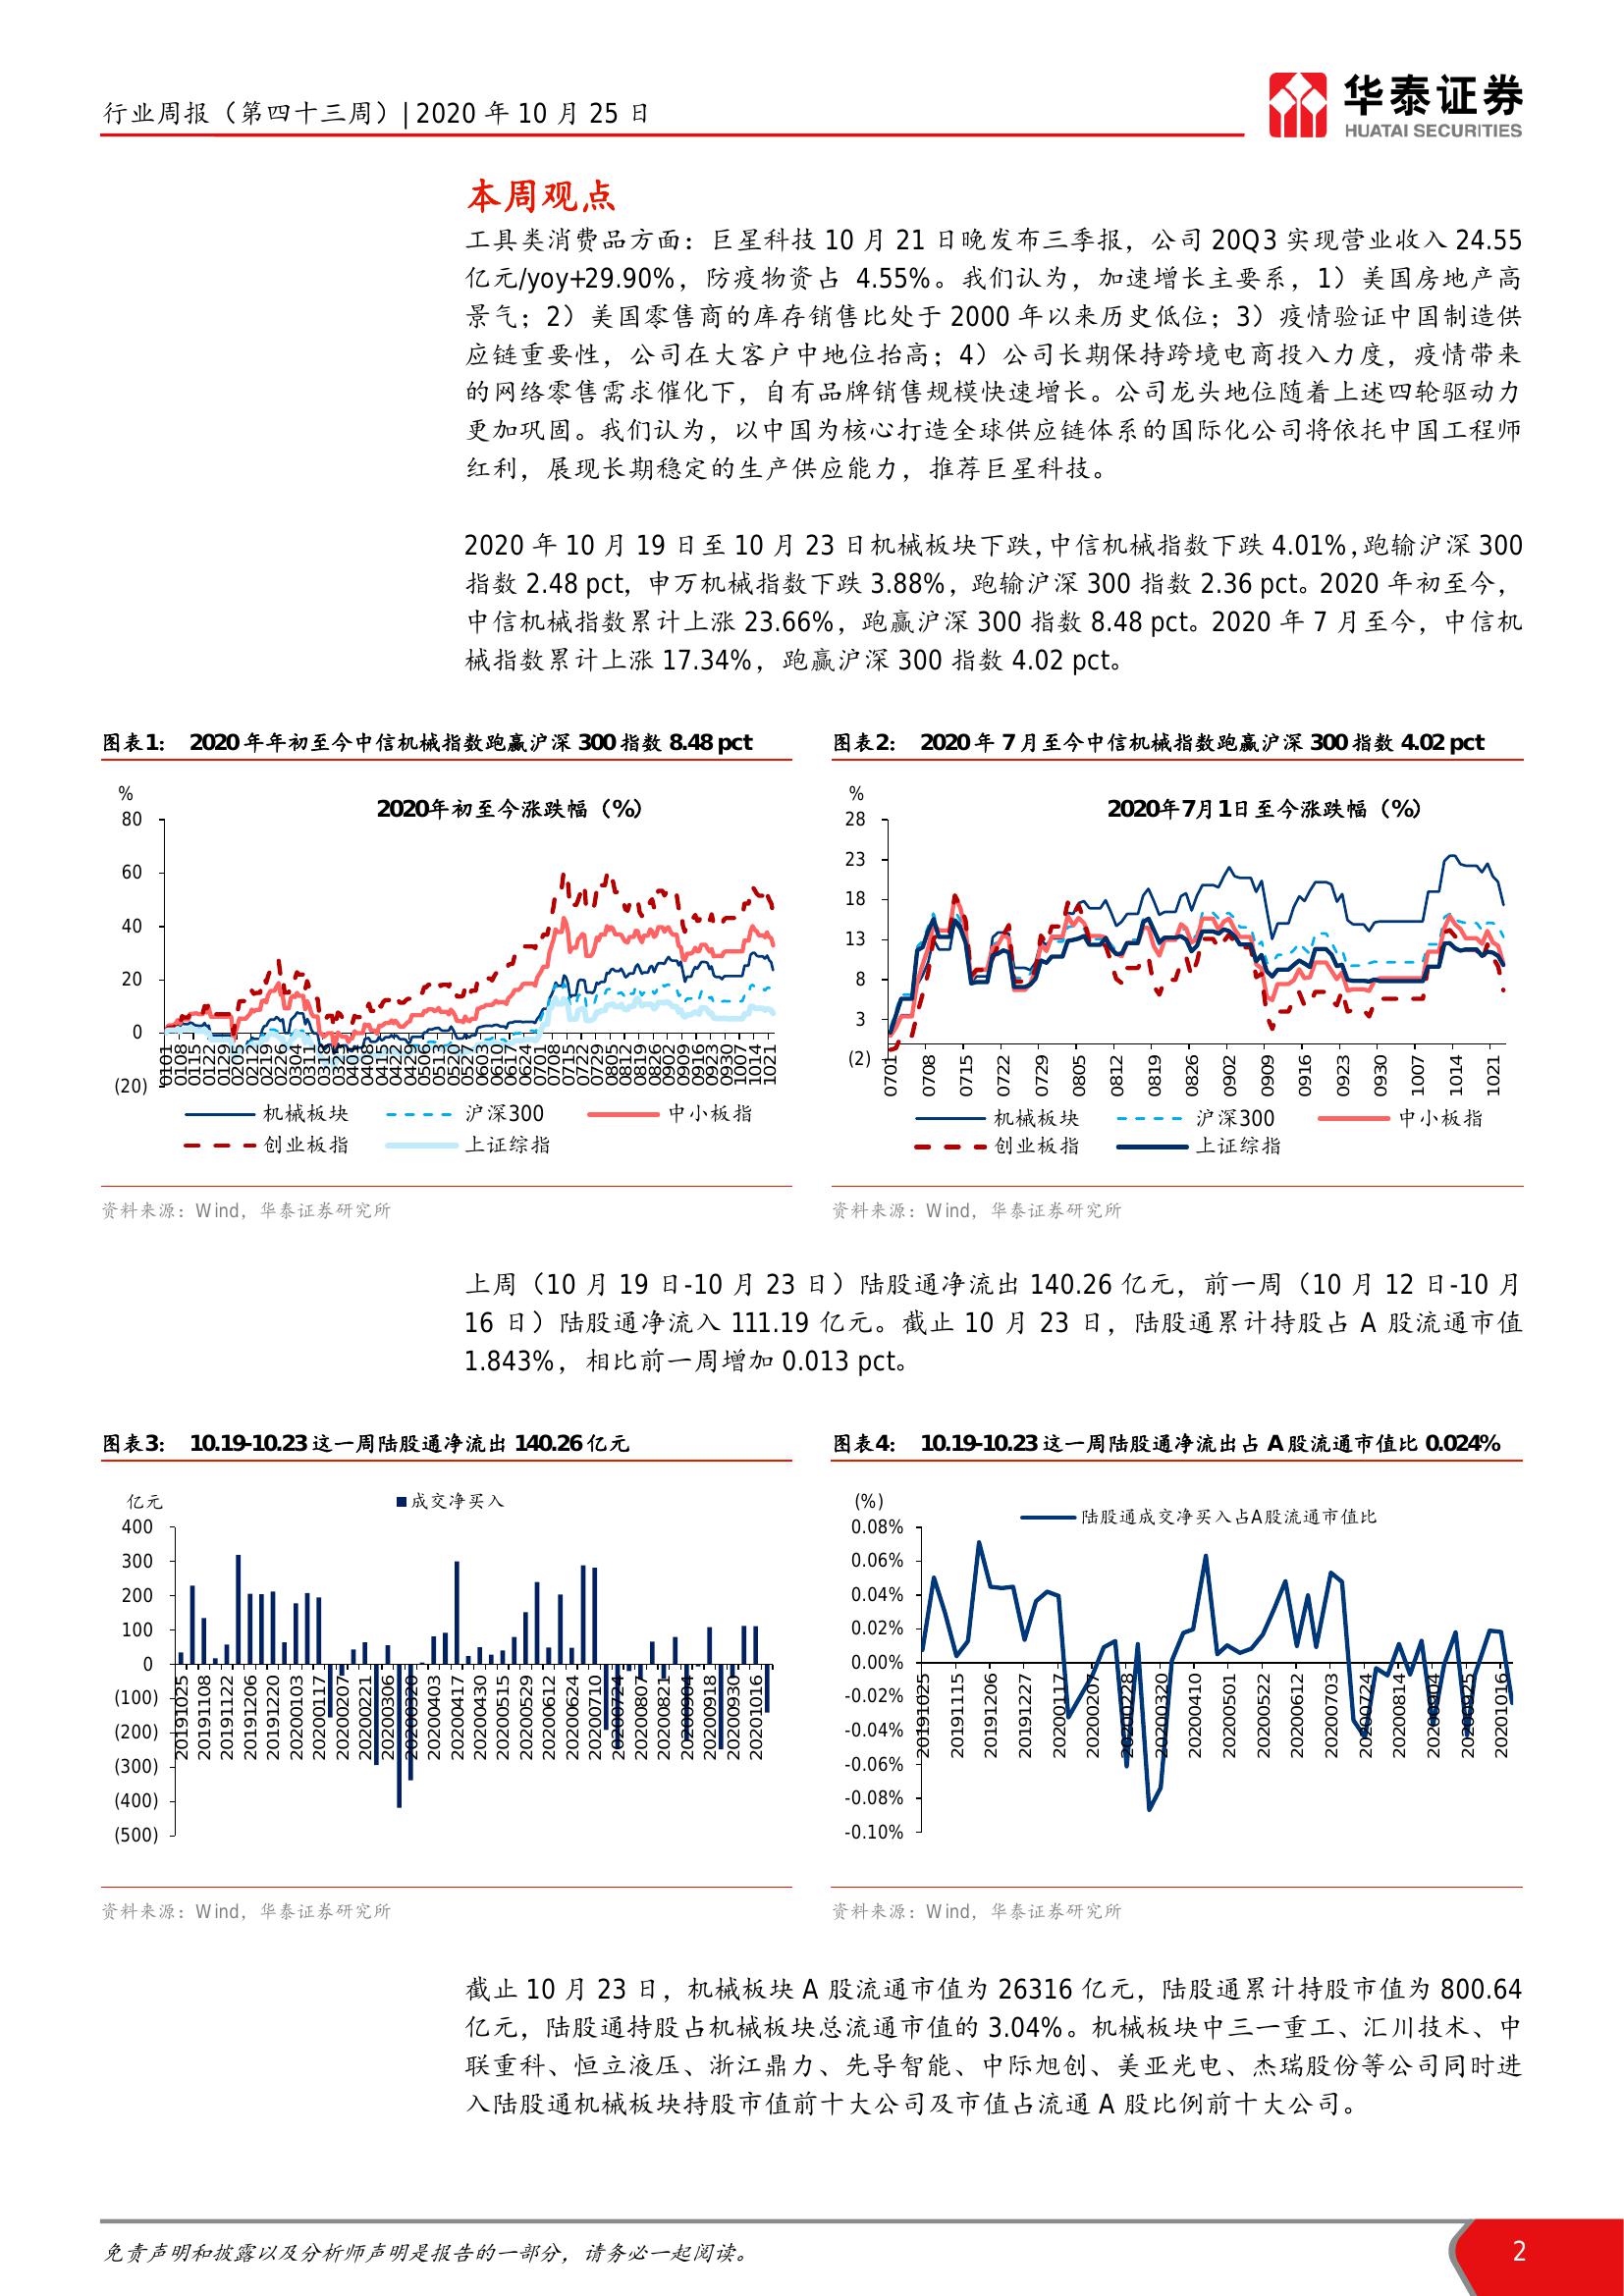 行业周报（第四十三周）| 2020 年 10 月 25 日
华泰证券
HUATAI SECURITIES
本周观点
工具类消费品方面：巨星科技 10 月 21 日晚发布三季报，公司 20Q3 实现营业收入 24.55
亿元/yoy+29.90%，防疫物资占 4.55%。我们认为，加速增长主要系，1）美国房地产高
景气；2）美国零售商的库存销售比处于 2000 年以来历史低位；3）疫情验证中国制造供
应链重要性，公司在大客户中地位抬高；4）公司长期保持跨境电商投入力度，疫情带来
的网络零售需求催化下，自有品牌销售规模快速增长。公司龙头地位随着上述四轮驱动力
更加巩固。我们认为，以中国为核心打造全球供应链体系的国际化公司将依托中国工程师
红利，展现长期稳定的生产供应能力，推荐巨星科技。
2020 年 10 月 19 日至 10 月 23 日机械板块下跌，中信机械指数下跌 4.01%，跑输沪深 300
指数 2.48 pct，申万机械指数下跌 3.88%，跑输沪深 300 指数 2.36 pct。2020 年初至今，
中信机械指数累计上涨 23.66%，跑赢沪深 300 指数 8.48 pct。2020 年 7 月至今，中信机
械指数累计上涨 17.34%，跑赢沪深 300 指数 4.02 pct。
图表1： 2020 年年初至今中信机械指数跑赢沪深 300 指数 8.48 pct
%
2020年初至今涨跌幅（%）
80
60
40
20
0
(20)
0101 0108 0115 0122 0129 0205 0212 0219 0226 0304 0311 0318 0325 0401 0408 0415 0422 0429 0506 0513 0520 0527 0603 0610 0617 0624 0701 0708 0715 0722 0729 0805 0812 0819 0826 0902 0909 0916 0923 0930 1007 1014 1021
机械板块 沪深300 中小板指
创业板指 上证综指
资料来源：Wind，华泰证券研究所
图表2： 2020 年 7 月至今中信机械指数跑赢沪深 300 指数 4.02 pct
%
2020年7月1日至今涨跌幅（%）
28
23
18
13
8
3
(2)
0701 0708 0715 0722 0729 0805 0812 0819 0826 0902 0909 0916 0923 0930 1007 1014 1021
机械板块 沪深300 中小板指
创业板指 上证综指
资料来源：Wind，华泰证券研究所
上周（10 月 19 日-10 月 23 日）陆股通净流出 140.26 亿元，前一周（10 月 12 日-10 月
16 日）陆股通净流入 111.19 亿元。截止 10 月 23 日，陆股通累计持股占 A 股流通市值
1.843%，相比前一周增加 0.013 pct。
图表3： 10.19-10.23 这一周陆股通净流出 140.26 亿元
亿元
成交净买入
400
300
200
100
0
(100)
(200)
(300)
(400)
(500)
20191025 20191108 20191122 20191206 20191220 20200103 20200117 20200207 20200221 20200306 20200320 20200403 20200417 20200430 20200515 20200529 20200612 20200624 20200710 20200724 20200807 20200821 20200904 20200918 20200930 20201016
资料来源：Wind，华泰证券研究所
图表4： 10.19-10.23 这一周陆股通净流出占 A 股流通市值比 0.024%
(%)
陆股通成交净买入占A股流通市值比
0.08%
0.06%
0.04%
0.02%
0.00%
-0.02%
-0.04%
-0.06%
-0.08%
-0.10%
20191025 20191115 20191206 20191227 20200117 20200207 20200228 20200320 20200410 20200501 20200522 20200612 20200703 20200724 20200814 20200904 20200925 20201016
资料来源：Wind，华泰证券研究所
截止 10 月 23 日，机械板块 A 股流通市值为 26316 亿元，陆股通累计持股市值为 800.64
亿元，陆股通持股占机械板块总流通市值的 3.04%。机械板块中三一重工、汇川技术、中
联重科、恒立液压、浙江鼎力、先导智能、中际旭创、美亚光电、杰瑞股份等公司同时进
入陆股通机械板块持股市值前十大公司及市值占流通 A 股比例前十大公司。
免责声明和披露以及分析师声明是报告的一部分，请务必一起阅读。
2